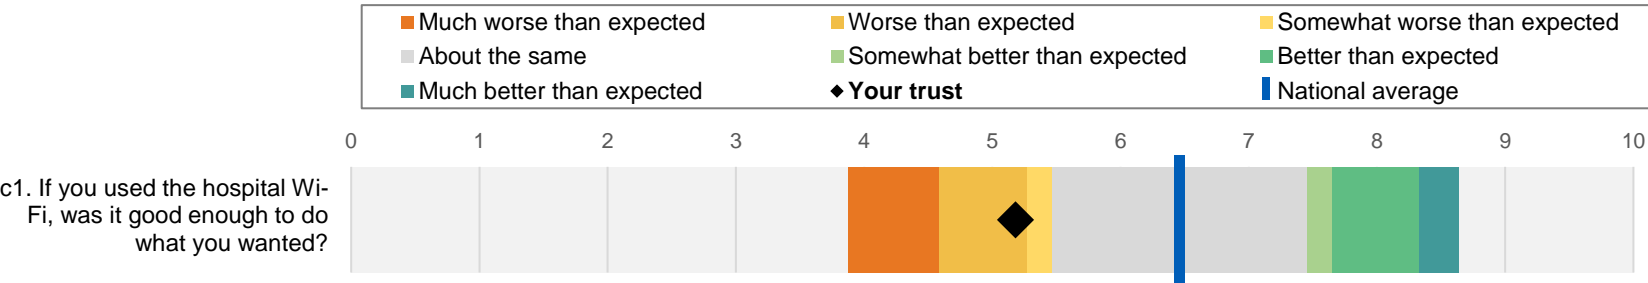 Much worse than expected Worse than expected Somewhat worse than expected
About the same Somewhat better than expected Better than expected
Much better than expected Your trust National average
0 1 2 3 4 5 6 7 8 9 10
c1. If you used the hospital Wi-
Fi, was it good enough to do
what you wanted?